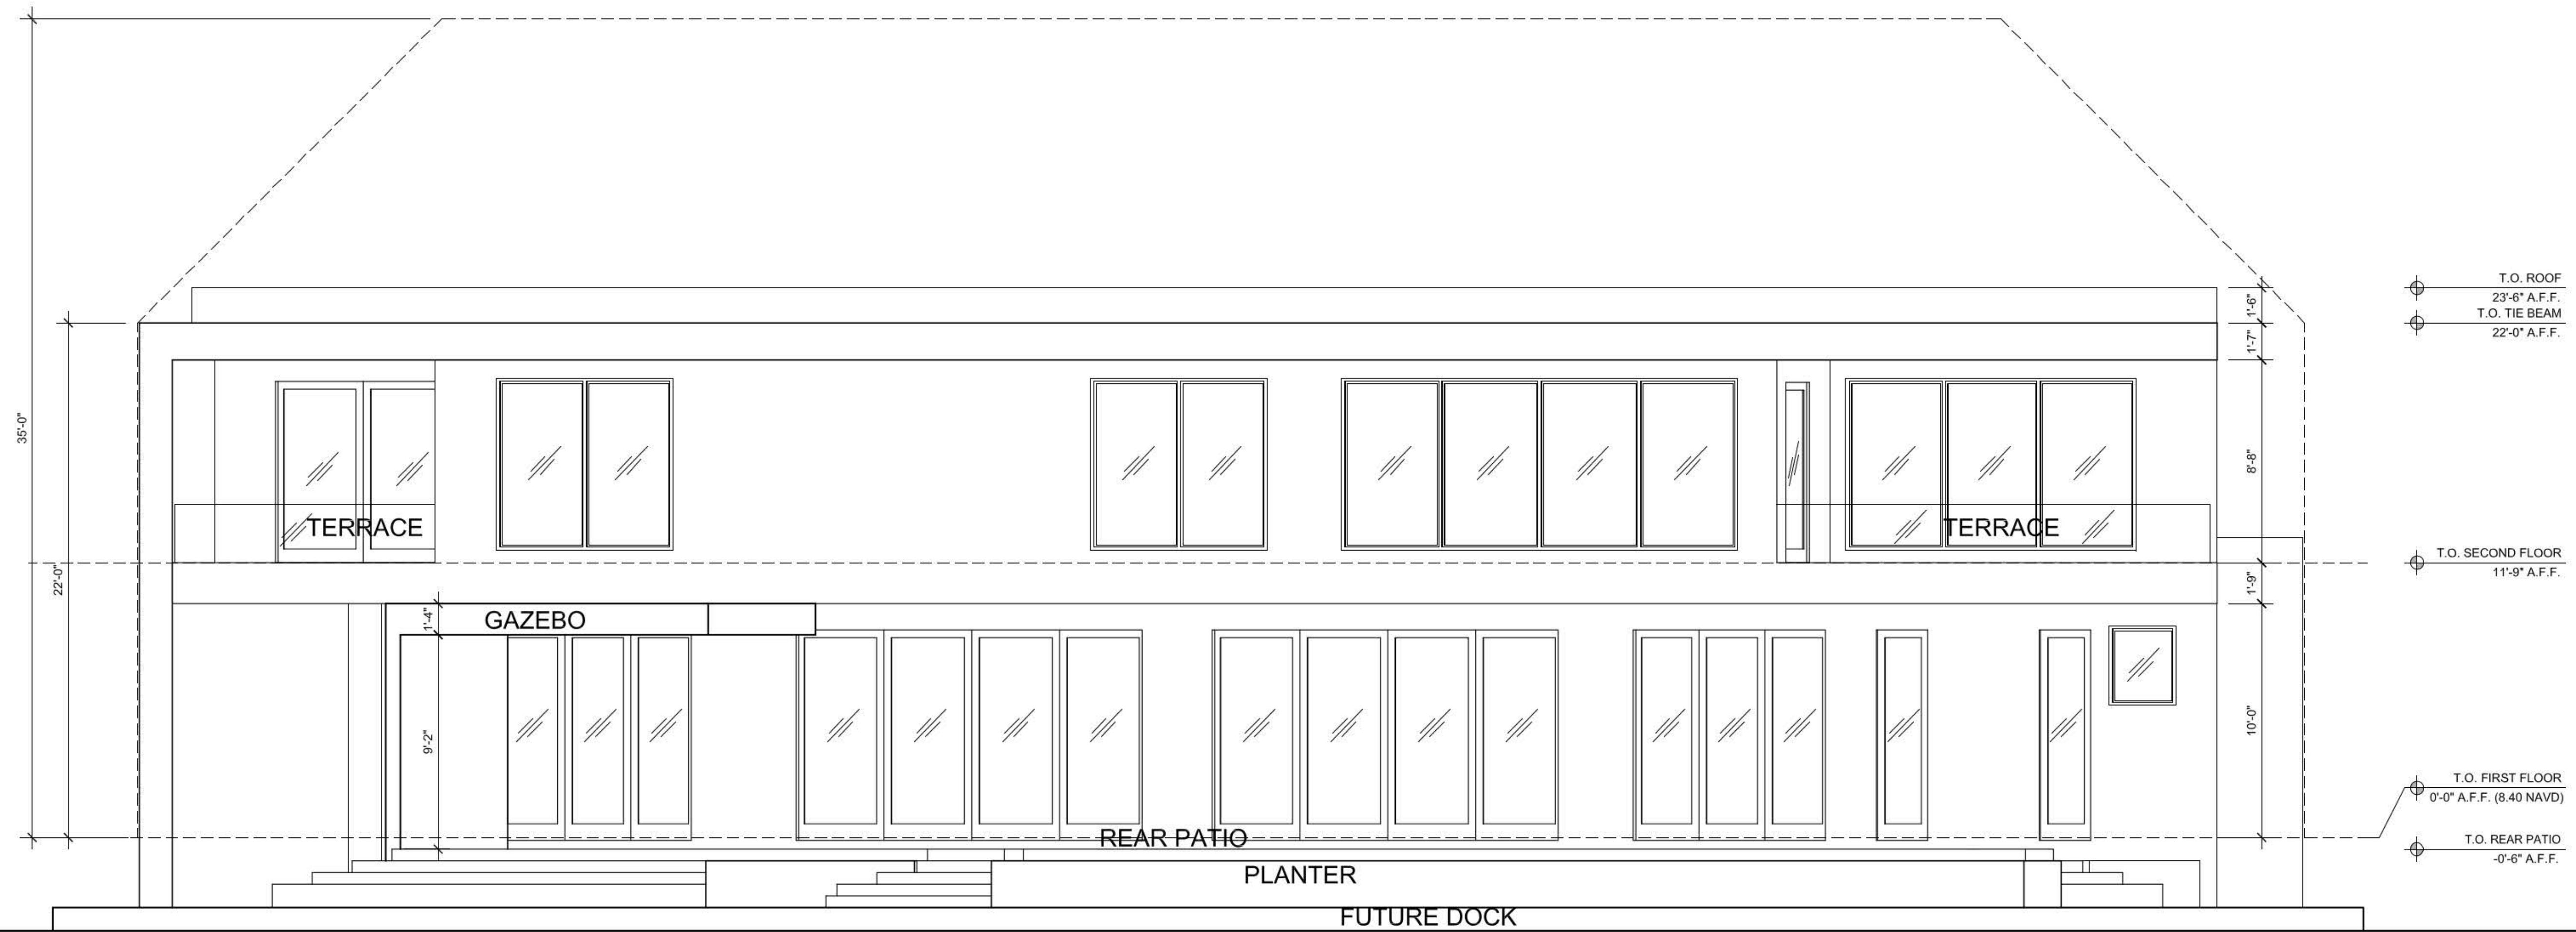 T.O. ROOF
23'-6" A.F.F.
T.O. TIE BEAM
22'-0" A.F.F.
1'-6"
1'-7"
35'-0"
8'-8"
TERRACE
TERRACE
T.O. SECOND FLOOR
11'-9" A.F.F.
22'-0"
1'-9"
GAZEBO
1'-4"
9'-2"
10'-0"
T.O. FIRST FLOOR
0'-0" A.F.F. (8.40 NAVD)
REAR PATIO
T.O. REAR PATIO
-0'-6" A.F.F.
PLANTER
FUTURE DOCK